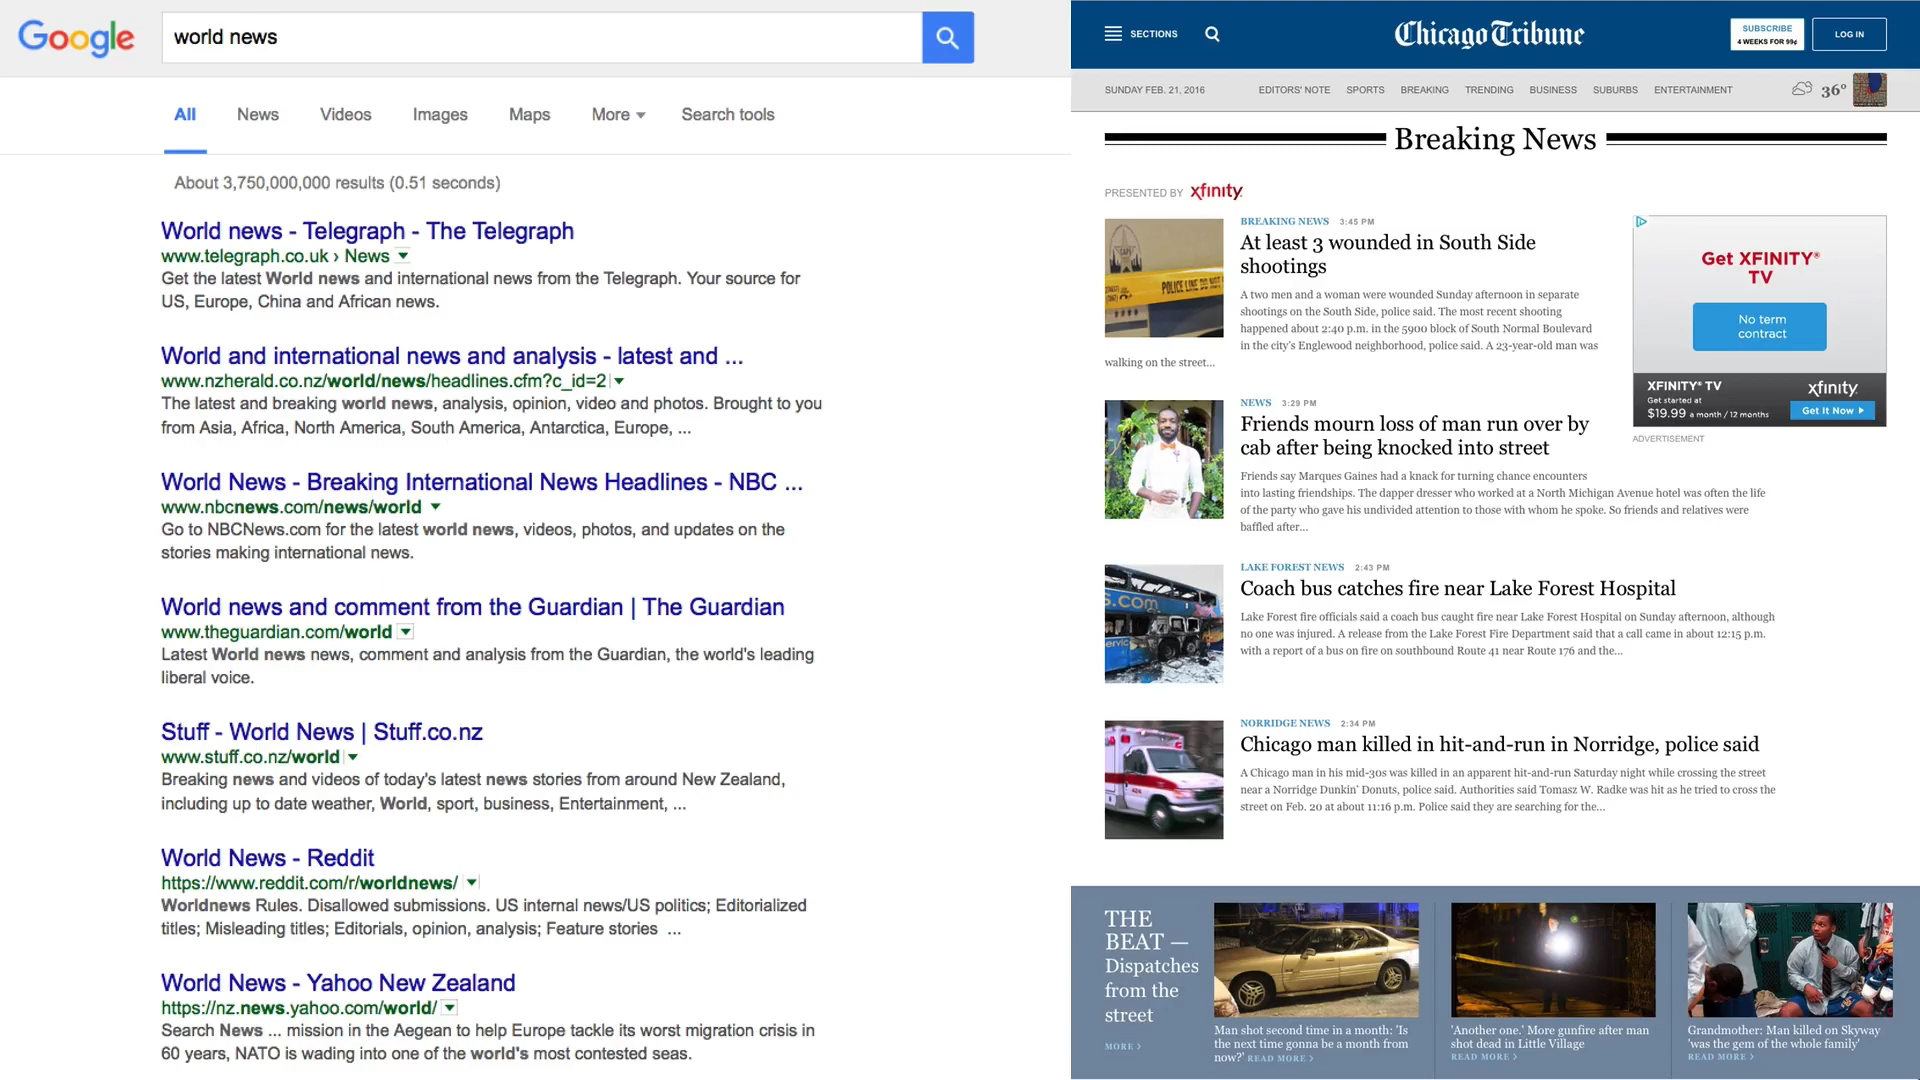 Google
world news
All News Videos Images Maps More Search tools
About 3,750,000,000 results (0.51 seconds)
World news - Telegraph - The Telegraph
www.telegraph.co.uk › News
Get the latest World news and international news from the Telegraph. Your source for
US, Europe, China and African news.
World and international news and analysis - latest and ...
www.nzherald.co.nz/world/news/headlines.cfm?c_id=2
The latest and breaking world news, analysis, opinion, video and photos. Brought to you
from Asia, Africa, North America, South America, Antarctica, Europe, ...
World News - Breaking International News Headlines - NBC ...
www.nbcnews.com/news/world
Go to NBCNews.com for the latest world news, videos, photos, and updates on the
stories making international news.
World news and comment from the Guardian | The Guardian
www.theguardian.com/world
Latest World news news, comment and analysis from the Guardian, the world's leading
liberal voice.
Stuff - World News | Stuff.co.nz
www.stuff.co.nz/world
Breaking news and videos of today's latest news stories from around New Zealand,
including up to date weather, World, sport, business, Entertainment, ...
World News - Reddit
https://www.reddit.com/r/worldnews/
Worldnews Rules. Disallowed submissions. US internal news/US politics; Editorialized
titles; Misleading titles; Editorials, opinion, analysis; Feature stories ...
World News - Yahoo New Zealand
https://nz.news.yahoo.com/world/
Search News ... mission in the Aegean to help Europe tackle its worst migration crisis in
60 years, NATO is wading into one of the world's most contested seas.
SECTIONS
Chicago Tribune
SUBSCRIBE
4 WEEKS FOR 99¢
LOG IN
SUNDAY FEB. 21, 2016
EDITORS' NOTE SPORTS BREAKING TRENDING BUSINESS SUBURBS ENTERTAINMENT
36°
Breaking News
PRESENTED BY xfinity
POLICE LINE DO NOT
BREAKING NEWS 3:45 PM
At least 3 wounded in South Side
shootings
A two men and a woman were wounded Sunday afternoon in separate
shootings on the South Side, police said. The most recent shooting
happened about 2:40 p.m. in the 5900 block of South Normal Boulevard
in the city's Englewood neighborhood, police said. A 23-year-old man was
walking on the street...
Get XFINITY®
TV
No term
contract
XFINITY® TV
Get started at
$19.99 a month / 12 months
xfinity
Get It Now
ADVERTISEMENT
NEWS 3:29 PM
Friends mourn loss of man run over by
cab after being knocked into street
Friends say Marques Gaines had a knack for turning chance encounters
into lasting friendships. The dapper dresser who worked at a North Michigan Avenue hotel was often the life
of the party who gave his undivided attention to those with whom he spoke. So friends and relatives were
baffled after...
S.COM
LAKE FOREST NEWS 2:43 PM
Coach bus catches fire near Lake Forest Hospital
Lake Forest fire officials said a coach bus caught fire near Lake Forest Hospital on Sunday afternoon, although
no one was injured. A release from the Lake Forest Fire Department said that a call came in about 12:15 p.m.
with a report of a bus on fire on southbound Route 41 near Route 176 and the...
NORRIDGE NEWS 2:34 PM
Chicago man killed in hit-and-run in Norridge, police said
A Chicago man in his mid-30s was killed in an apparent hit-and-run Saturday night while crossing the street
near a Norridge Dunkin' Donuts, police said. Authorities said Tomasz W. Radke was hit as he tried to cross the
street on Feb. 20 at about 11:16 p.m. Police said they are searching for the...
THE
BEAT —
Dispatches
from the
street
MORE >
Man shot second time in a month: 'Is
the next time gonna be a month from
now?' READ MORE >
'Another one.' More gunfire after man
shot dead in Little Village
READ MORE >
Grandmother: Man killed on Skyway
'was the gem of the whole family'
READ MORE >